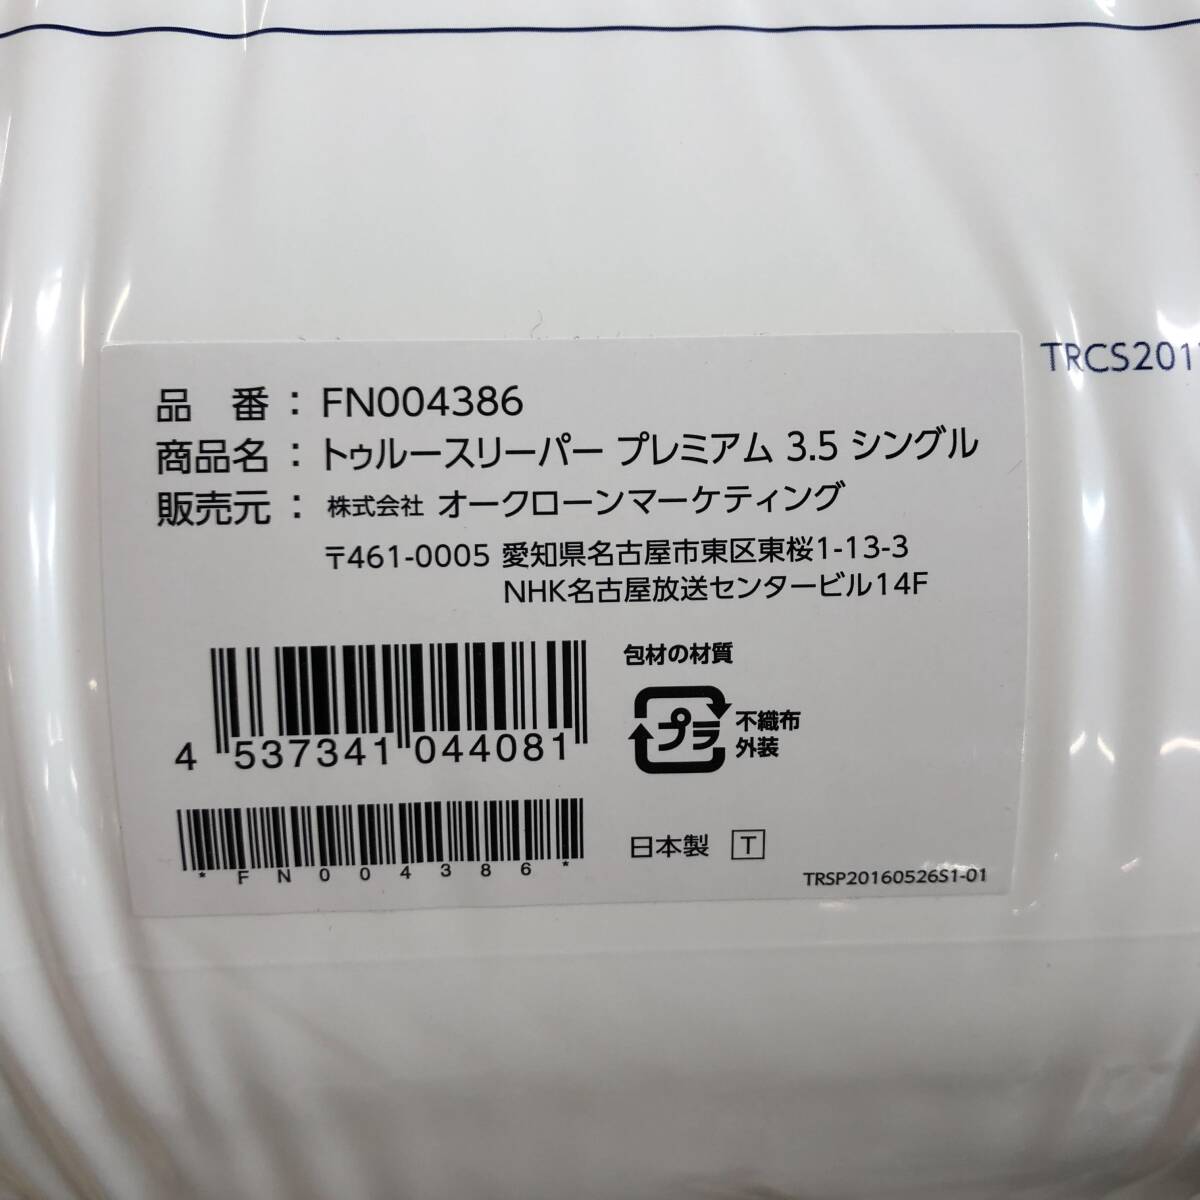 TRCS201
品 番 : FN004386
商品名 : トゥルースリーパー プレミアム 3.5 シングル
販売元 : 株式会社 オークローンマーケティング
〒461-0005 愛知県名古屋市東区東桜1-13-3
NHK名古屋放送センタービル14F
4 537341 044081
*FN004386*
包材の材質
プラ
不織布
外装
日本製 T
TRSP20160526S1-01